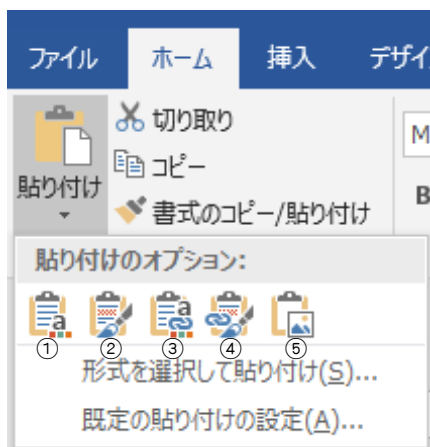 ファイル ホーム 挿入 デザイ
切り取り
コピー
貼り付け
書式のコピー/貼り付け
M
B
貼り付けのオプション:
① ② ③ ④ ⑤
形式を選択して貼り付け(S)...
既定の貼り付けの設定(A)...